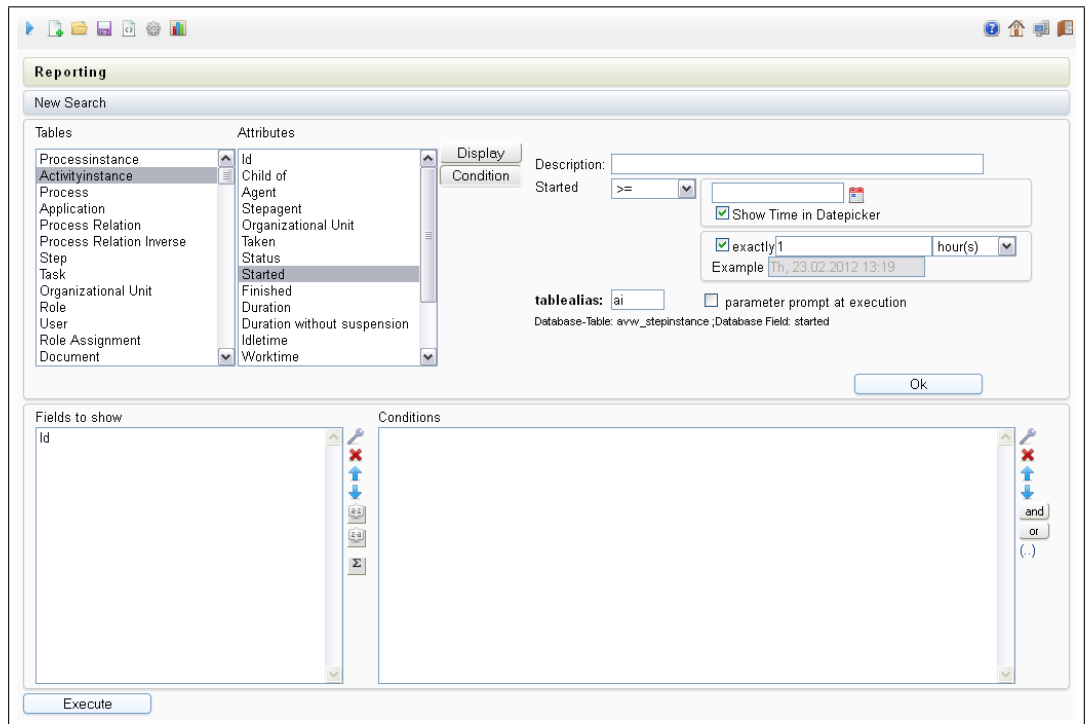 Reporting
New Search
Tables
Attributes
Processinstance
Activityinstance
Process
Application
Process Relation
Process Relation Inverse
Step
Task
Organizational Unit
Role
User
Role Assignment
Document
Id
Child of
Agent
Stepagent
Organizational Unit
Taken
Status
Started
Finished
Duration
Duration without suspension
Idletime
Worktime
Display
Condition
Description:
Started >=
Show Time in Datepicker
exactly 1 hour(s)
Example Th, 23.02.2012 13:19
tablealias: ai parameter prompt at execution
Database-Table: avw_stepinstance ;Database Field: started
Ok
Fields to show
Id
a-z
z-a
Σ
Conditions
and
or
(..)
Execute